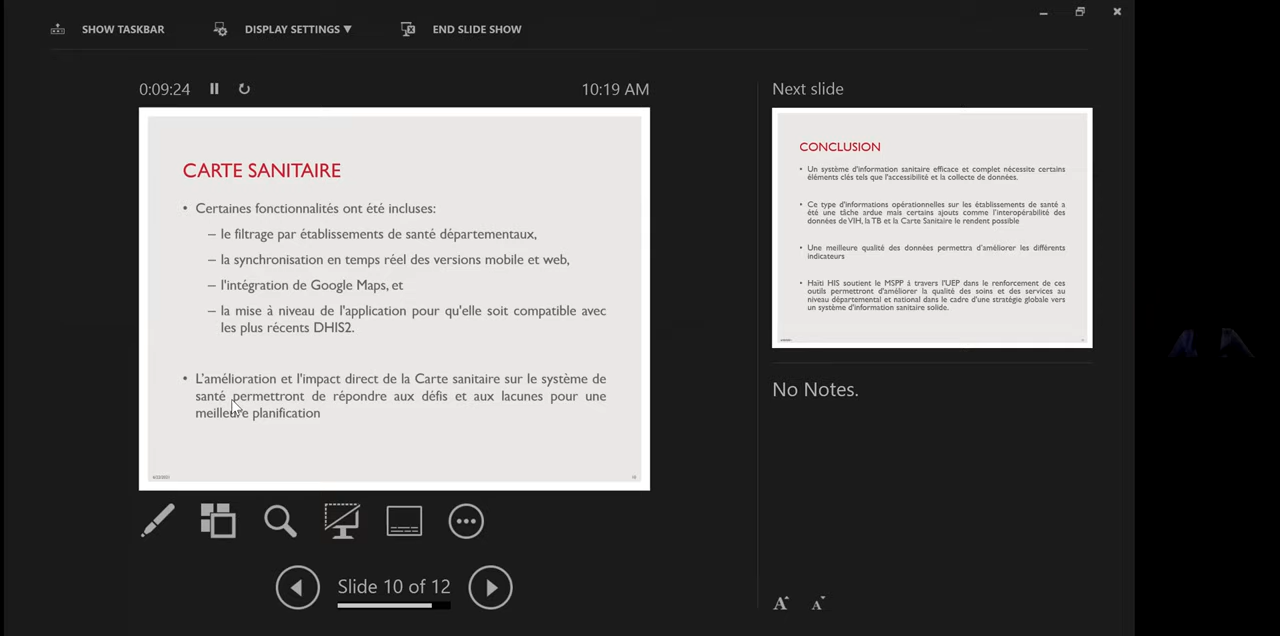 SHOW TASKBAR
DISPLAY SETTINGS ▼
END SLIDE SHOW
0:09:24
10:19 AM
CARTE SANITAIRE
• Certaines fonctionnalités ont été incluses:
– le filtrage par établissements de santé départementaux,
– la synchronisation en temps réel des versions mobile et web,
– l'intégration de Google Maps, et
– la mise à niveau de l'application pour qu'elle soit compatible avec
les plus récents DHIS2.
• L'amélioration et l'impact direct de la Carte sanitaire sur le système de
santé permettront de répondre aux défis et aux lacunes pour une
meilleure planification
10
Slide 10 of 12
Next slide
CONCLUSION
• Un système d'information sanitaire efficace et complet nécessite certains
éléments clés tels que l'accessibilité et la collecte de données.
• Ce type d'informations opérationnelles sur les établissements de santé a
été une tâche ardue mais certains ajouts comme l'interopérabilité des
données de VIH, la TB et la Carte Sanitaire le rendent possible
• Une meilleure qualité des données permettra d'améliorer les différents
indicateurs
• Haïti HIS soutient le MSPP à travers l'UEP dans le renforcement de ces
outils permettront d'améliorer la qualité des soins et des services au
niveau départemental et national dans le cadre d'une stratégie globale vers
un système d'information sanitaire solide.
No Notes.
A A